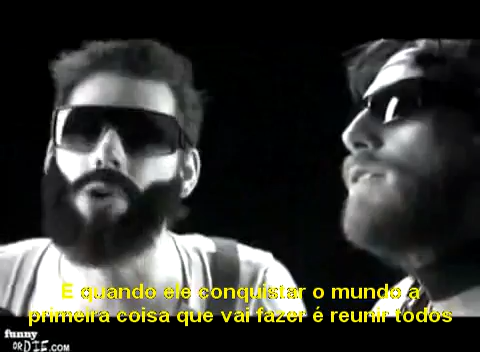 E quando ele conquistar o mundo a
primeira coisa que vai fazer é reunir todos
funny
OR DIE.COM